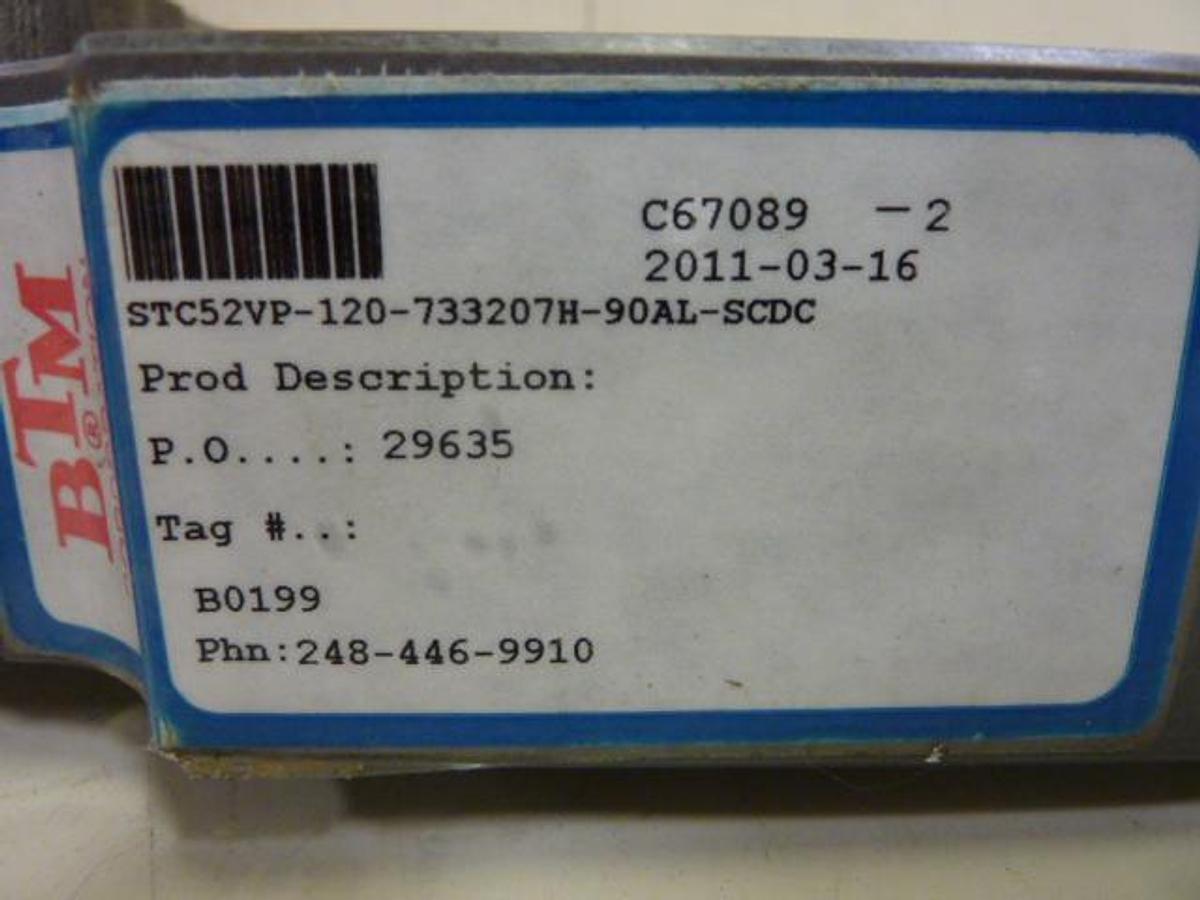 BTM®
C67089 -2
2011-03-16
STC52VP-120-733207H-90AL-SCDC
Prod Description:
P.O....: 29635
Tag #..:
B0199
Phn:248-446-9910